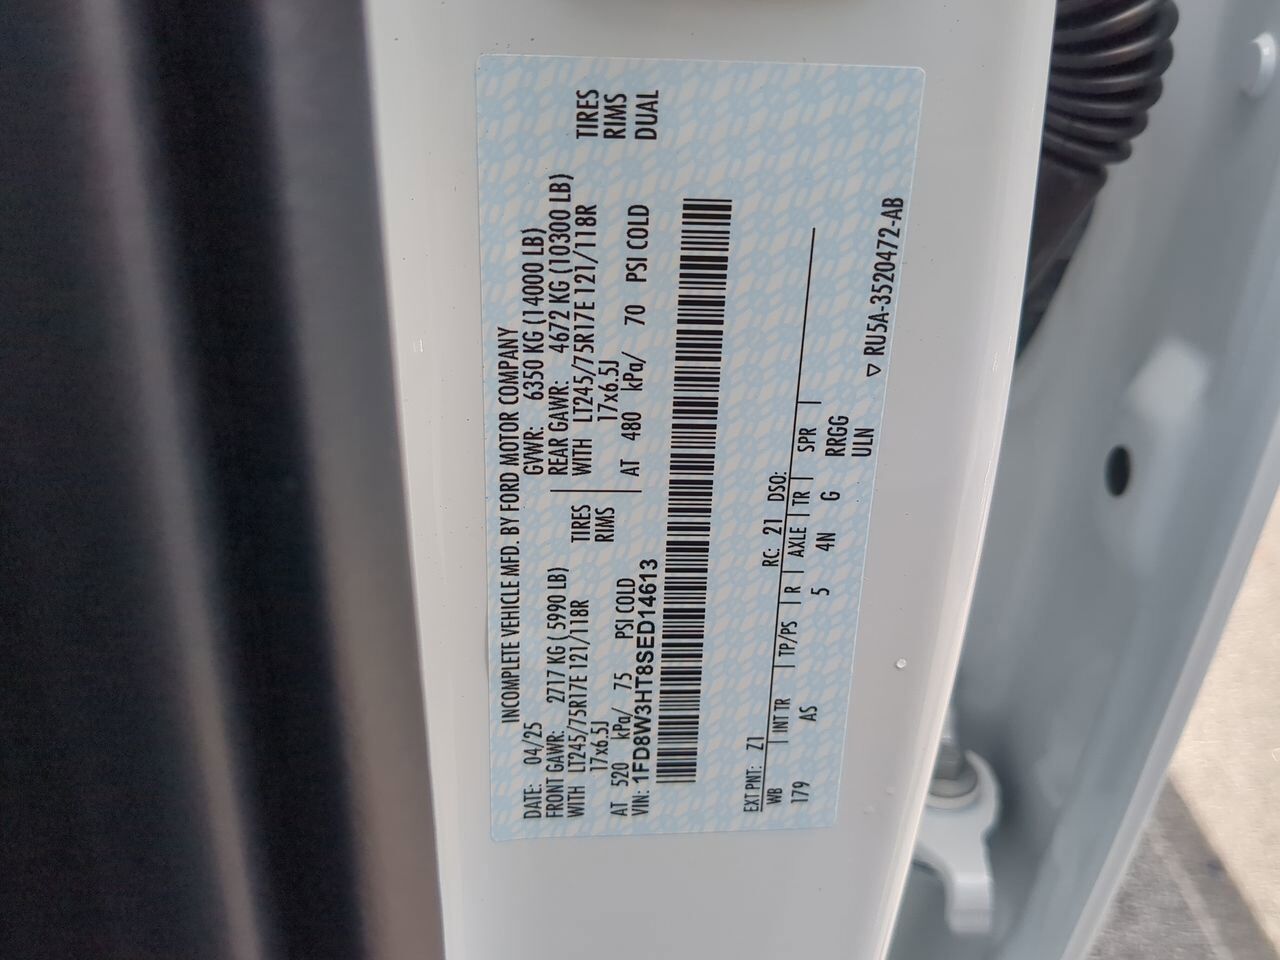 INCOMPLETE VEHICLE MFD. BY FORD MOTOR COMPANY
DATE: 04/25 GVWR: 6350 KG (14000 LB)
FRONT GAWR: 2717 KG ( 5990 LB) REAR GAWR: 4672 KG (10300 LB)
WITH LT245/75R17E 121/118R TIRES WITH LT245/75R17E 121/118R TIRES
17x6.5J RIMS 17x6.5J RIMS
AT 520 kPa/ 75 PSI COLD AT 480 kPa/ 70 PSI COLD DUAL
VIN: 1FD8W3HT8SED14613
EXT PNT: Z1 RC: 21 DSO:
WB INT TR TP/PS R AXLE TR SPR
179 AS 5 4N G RRGG
ULN
▽ RU5A-3520472-AB